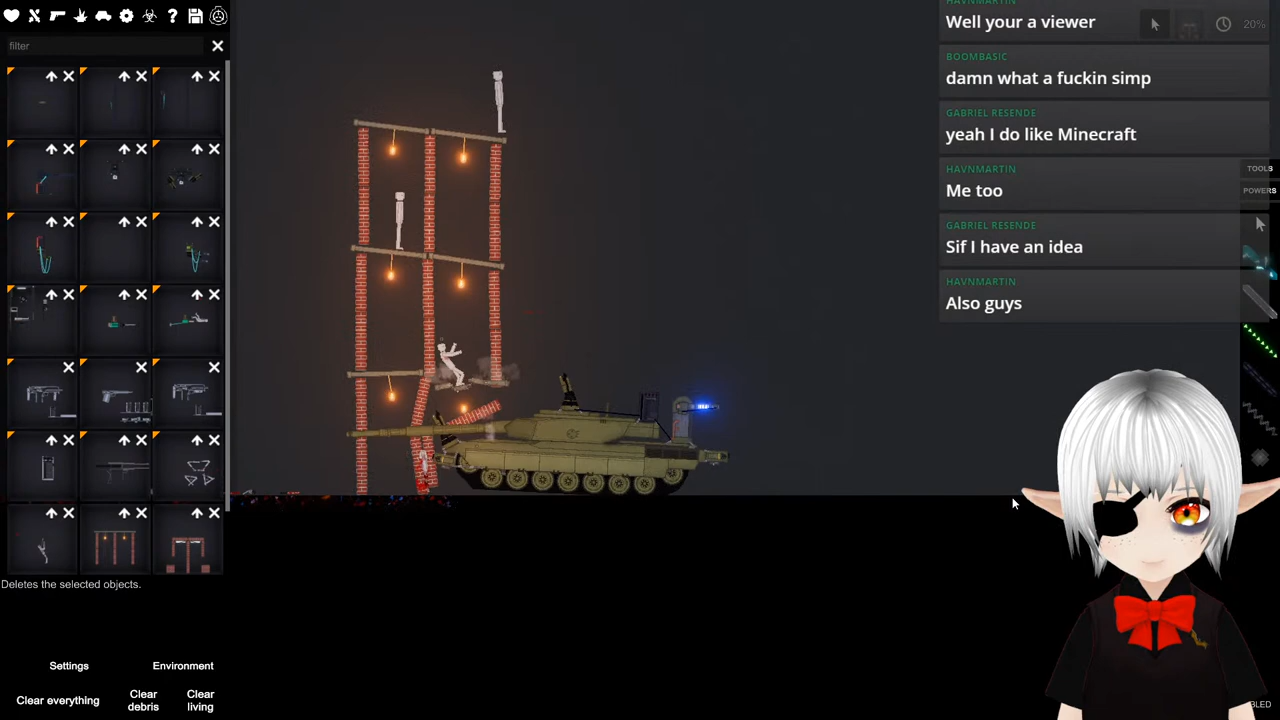 filter
Deletes the selected objects.
Settings
Environment
Clear everything
Clear debris
Clear living
HAVNMARTIN
Well your a viewer
BOOMBASIC
damn what a fuckin simp
GABRIEL RESENDE
yeah I do like Minecraft
HAVNMARTIN
Me too
GABRIEL RESENDE
Sif I have an idea
HAVNMARTIN
Also guys
20%
TOOLS
POWERS